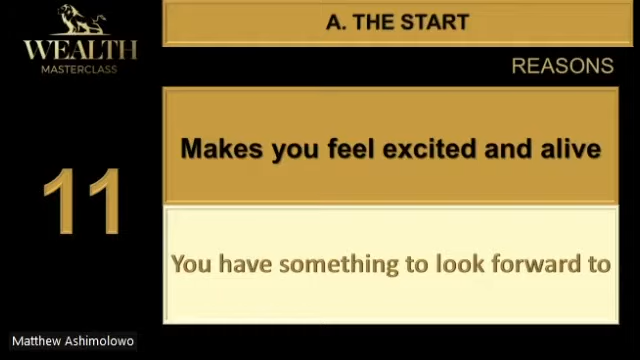 WEALTH
MASTERCLASS
A. THE START
REASONS
11
Makes you feel excited and alive
You have something to look forward to
Matthew Ashimolowo